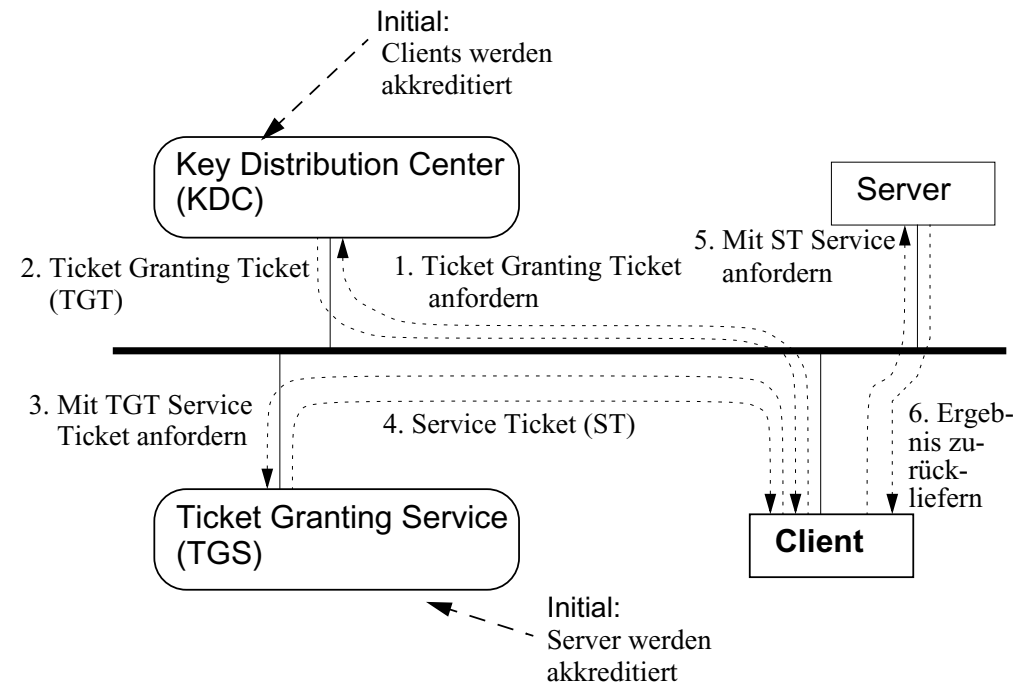 Initial:
Clients werden
akkreditiert
Key Distribution Center
(KDC)
Server
5. Mit ST Service
anfordern
2. Ticket Granting Ticket
(TGT)
1. Ticket Granting Ticket
anfordern
3. Mit TGT Service
Ticket anfordern
4. Service Ticket (ST)
6. Ergeb-
nis zu-
rück-
liefern
Ticket Granting Service
(TGS)
Client
Initial:
Server werden
akkreditiert